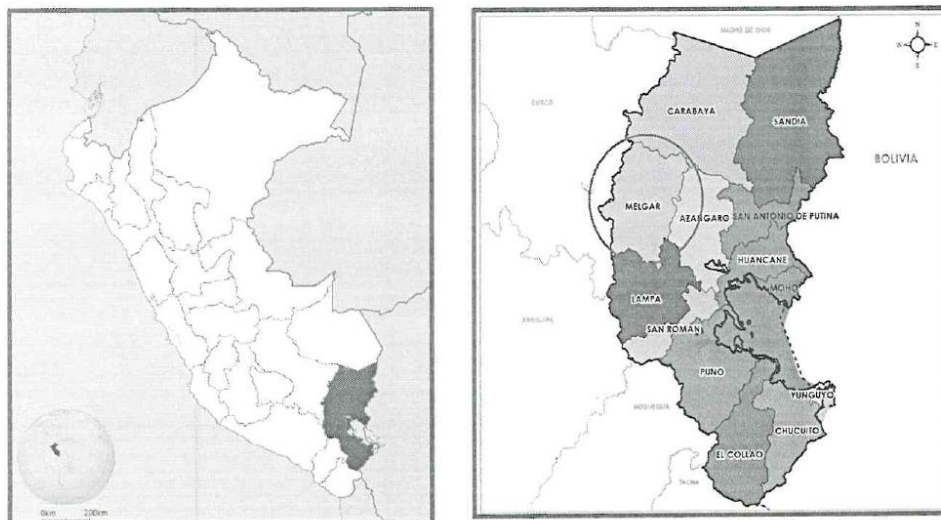 0km 200km
MADRE DE DIOS
N
W E
S
CUSCO
CARABAYA
SANDIA
BOLIVIA
MELGAR
AZANGARO
SAN ANTONIO DE PUTINA
HUANCANE
MOHO
LAMPA
AREQUIPA
SAN ROMÁN
PUNO
MOQUEGUA
YUNGUYO
CHUCUITO
EL COLLAO
TACNA